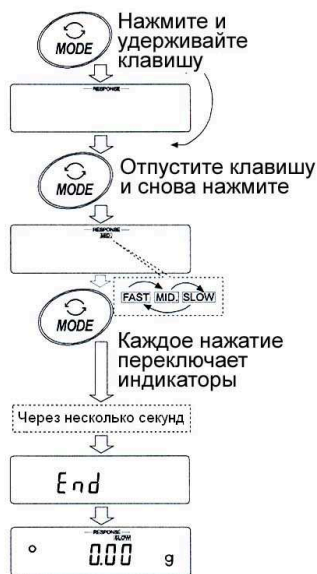 MODE
Нажмите и
удерживайте
клавишу
RESPONSE
MODE
Отпустите клавишу
и снова нажмите
RESPONSE
MID.
FAST MID. SLOW
MODE
Каждое нажатие
переключает
индикаторы
Через несколько секунд
End
RESPONSE
SLOW
0.00 g